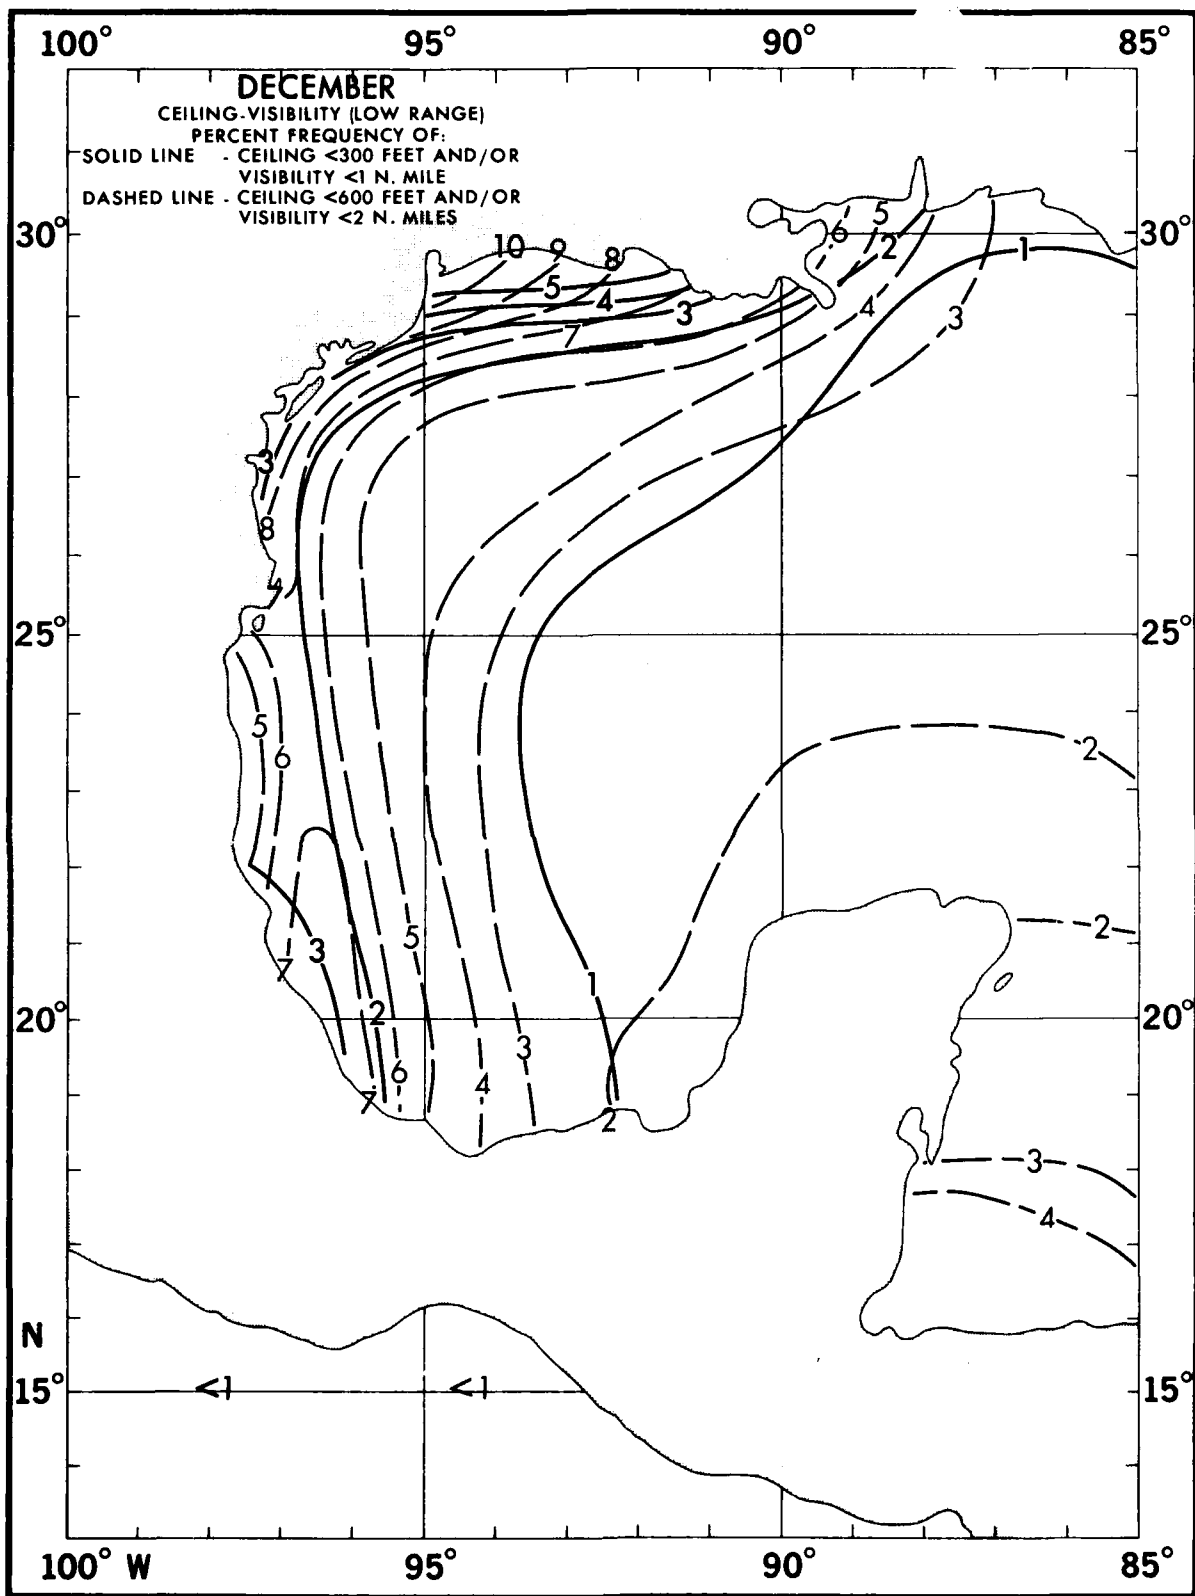 100° 95° 90° 85°
DECEMBER
CEILING-VISIBILITY (LOW RANGE)
PERCENT FREQUENCY OF:
SOLID LINE - CEILING <300 FEET AND/OR
VISIBILITY <1 N. MILE
DASHED LINE - CEILING <600 FEET AND/OR
VISIBILITY <2 N. MILES
5
30° 6 2 30°
10 9 8 1
5
4 4
3 3
7
3
8
7
25° 25°
5
6 2
5 2
3
7 1
20° 2 20°
3
6 4
7 2
3
4
N
15° <1 <1 15°
100° W 95° 90° 85°